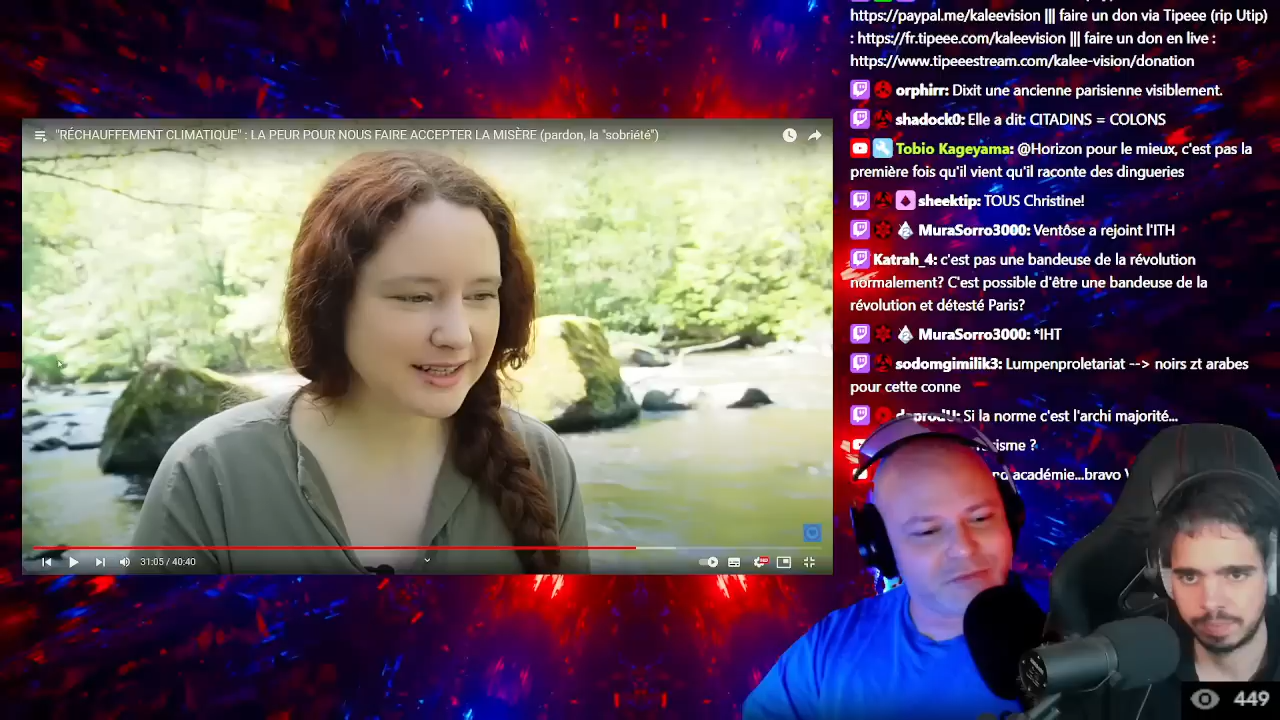 "RÉCHAUFFEMENT CLIMATIQUE" : LA PEUR POUR NOUS FAIRE ACCEPTER LA MISÈRE (pardon, la "sobriété")
31:05 / 40:40
https://paypal.me/kaleevision ||| faire un don via Tipeee (rip Utip)
: https://fr.tipeee.com/kaleevision ||| faire un don en live :
https://www.tipeeestream.com/kalee-vision/donation
orphirr: Dixit une ancienne parisienne visiblement.
shadock0: Elle a dit: CITADINS = COLONS
Tobio Kageyama: @Horizon pour le mieux, c'est pas la
première fois qu'il vient qu'il raconte des dingueries
sheektip: TOUS Christine!
MuraSorro3000: Ventôse a rejoint l'ITH
Katrah_4: c'est pas une bandeuse de la révolution
normalement? C'est possible d'être une bandeuse de la
révolution et détesté Paris?
MuraSorro3000: *IHT
sodomgimilik3: Lumpenproletariat --> noirs zt arabes
pour cette conne
Si la norme c'est l'archi majorité...
?
académie...bravo
449